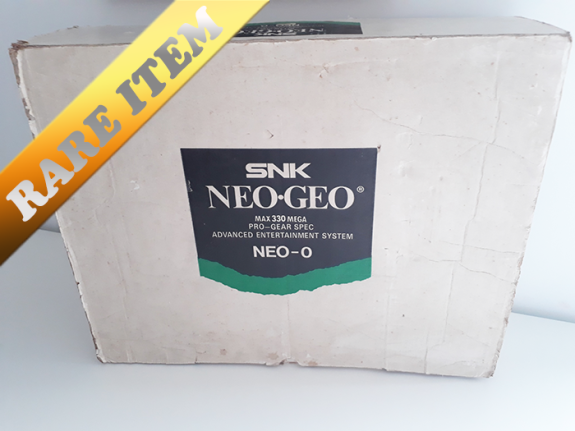 RARE ITEM
SNK
NEO·GEO®
MAX 330 MEGA
PRO-GEAR SPEC
ADVANCED ENTERTAINMENT SYSTEM
NEO-0